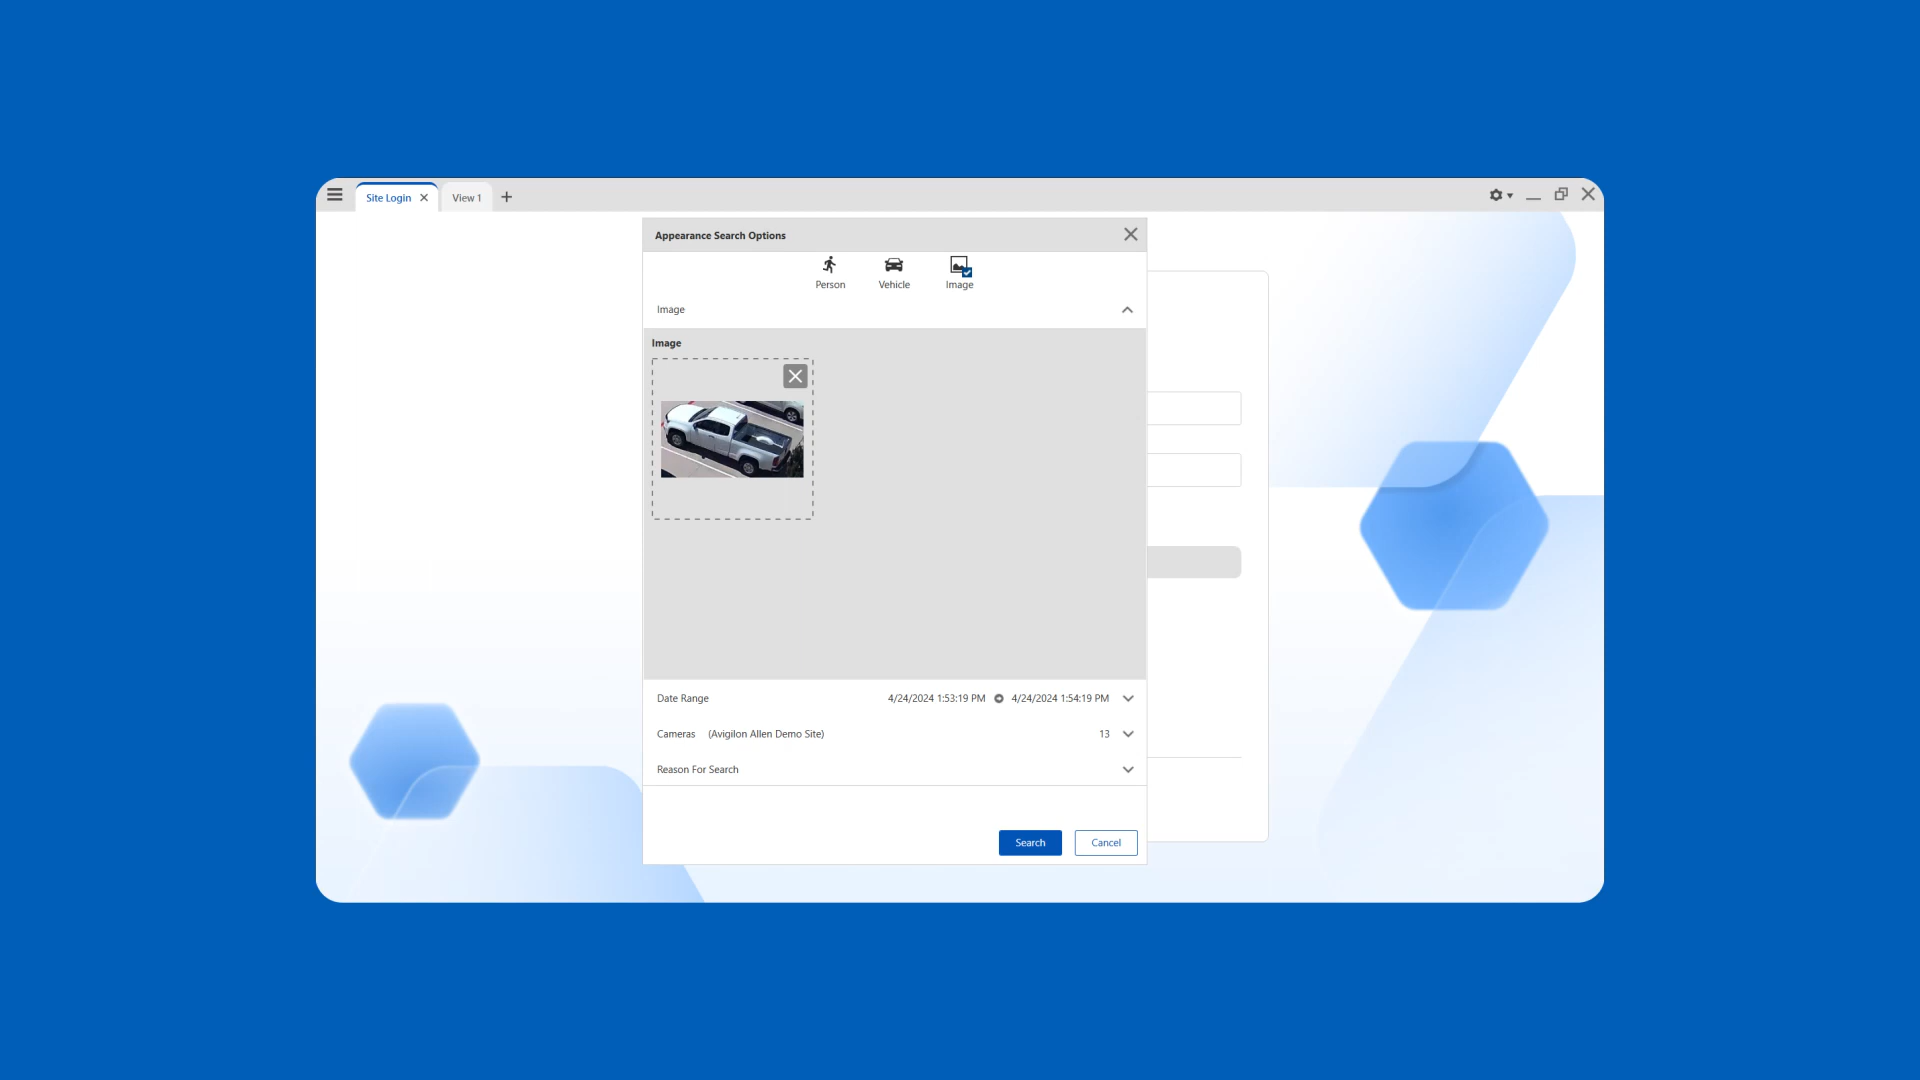 Site Login
View 1
Appearance Search Options
Person
Vehicle
Image
Image
Image
Date Range 4/24/2024 1:53:19 PM 4/24/2024 1:54:19 PM
Cameras (Avigilon Allen Demo Site) 13
Reason For Search
Search
Cancel